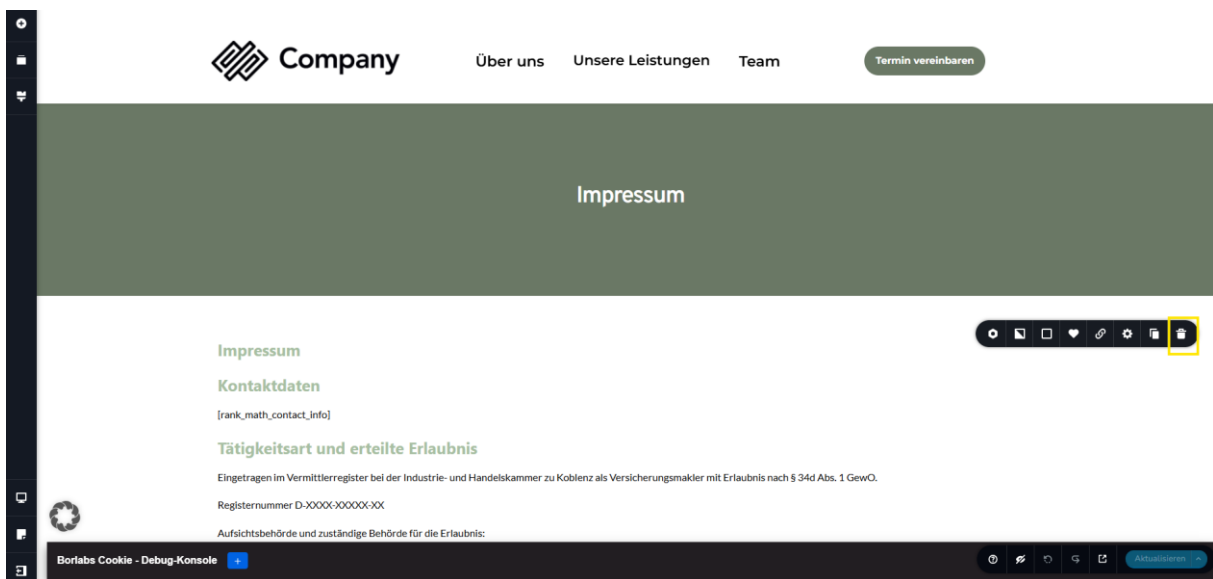 Company
Über uns
Unsere Leistungen
Team
Termin vereinbaren
Impressum
Impressum
Kontaktdaten
[rank_math_contact_info]
Tätigkeitsart und erteilte Erlaubnis
Eingetragen im Vermittlerregister bei der Industrie- und Handelskammer zu Koblenz als Versicherungsmakler mit Erlaubnis nach § 34d Abs. 1 GewO.
Registernummer D-XXXX-XXXXX-XX
Aufsichtsbehörde und zuständige Behörde für die Erlaubnis:
Borlabs Cookie - Debug-Konsole
+
Aktualisieren